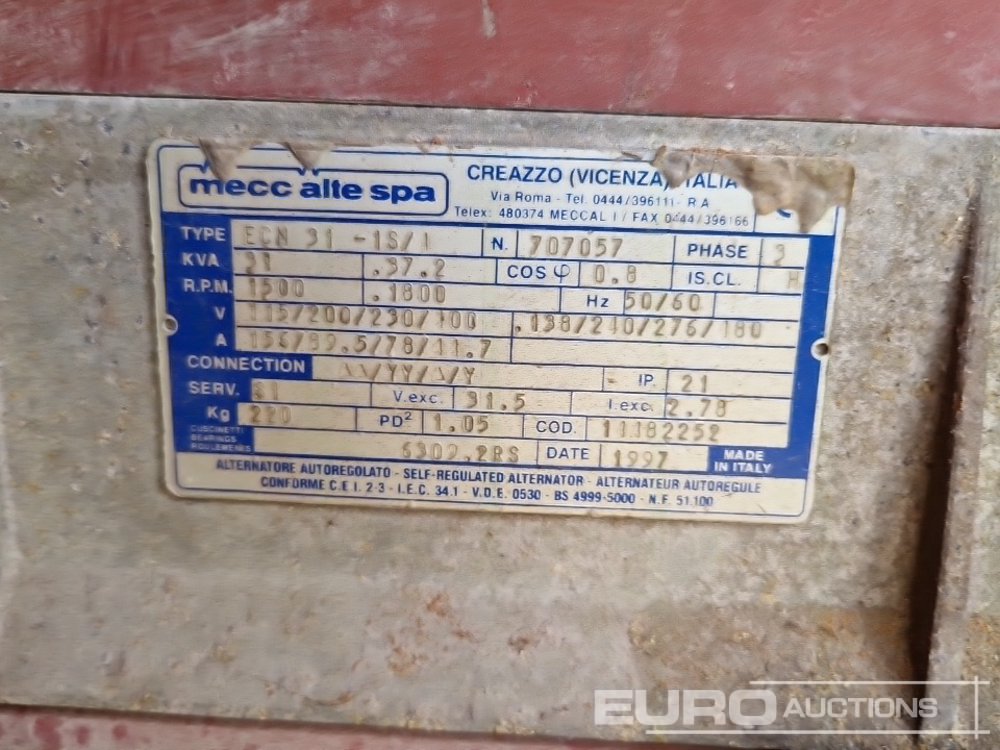 mecc alte spa
CREAZZO (VICENZA) ITALIA
Via Roma - Tel. 0444/396111 - R A
Telex: 480374 MECCAL I / FAX 0444/396166
TYPE ECN 31 -1S/4 N. 707057 PHASE 3
KVA 31 .37.2 COS φ 0.8 IS.CL. H
R.P.M. 1500 .1800 Hz 50/60
V 115/200/230/400 .138/240/276/480
A 156/89.5/78/44.7
CONNECTION /YY/ /Y - IP. 21
SERV. S1 V.exc. 31.5 I.exc. 2.78
Kg 220 PD² 1.05 COD.
CUSCINETTI
BEARINGS
ROULEMENTS
6309.2RS DATE 1997 MADE IN ITALY
ALTERNATORE AUTOREGOLATO - SELF-REGULATED ALTERNATOR - ALTERNATEUR AUTOREGULE
CONFORME C.E.I. 2-3 - I.E.C. 34.1 - V.D.E. 0530 - BS 4999-5000 - N.F. 51.100
EURO AUCTIONS